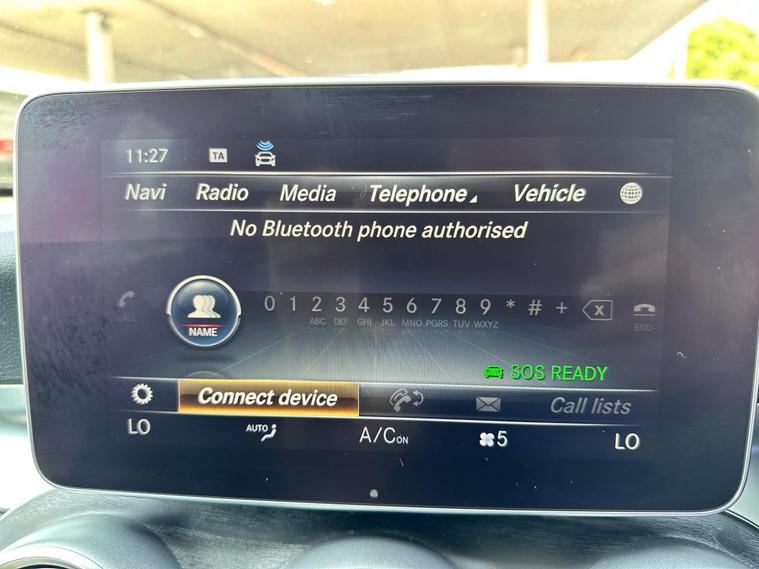 11:27 TA
Navi Radio Media Telephone Vehicle
No Bluetooth phone authorised
0 1 2 3 4 5 6 7 8 9 * # + X
CALL ABC DEF GHI JKL MNO PQRS TUV WXYZ END
NAME
SOS READY
Connect device Call lists
LO AUTO A/C ON 5 LO